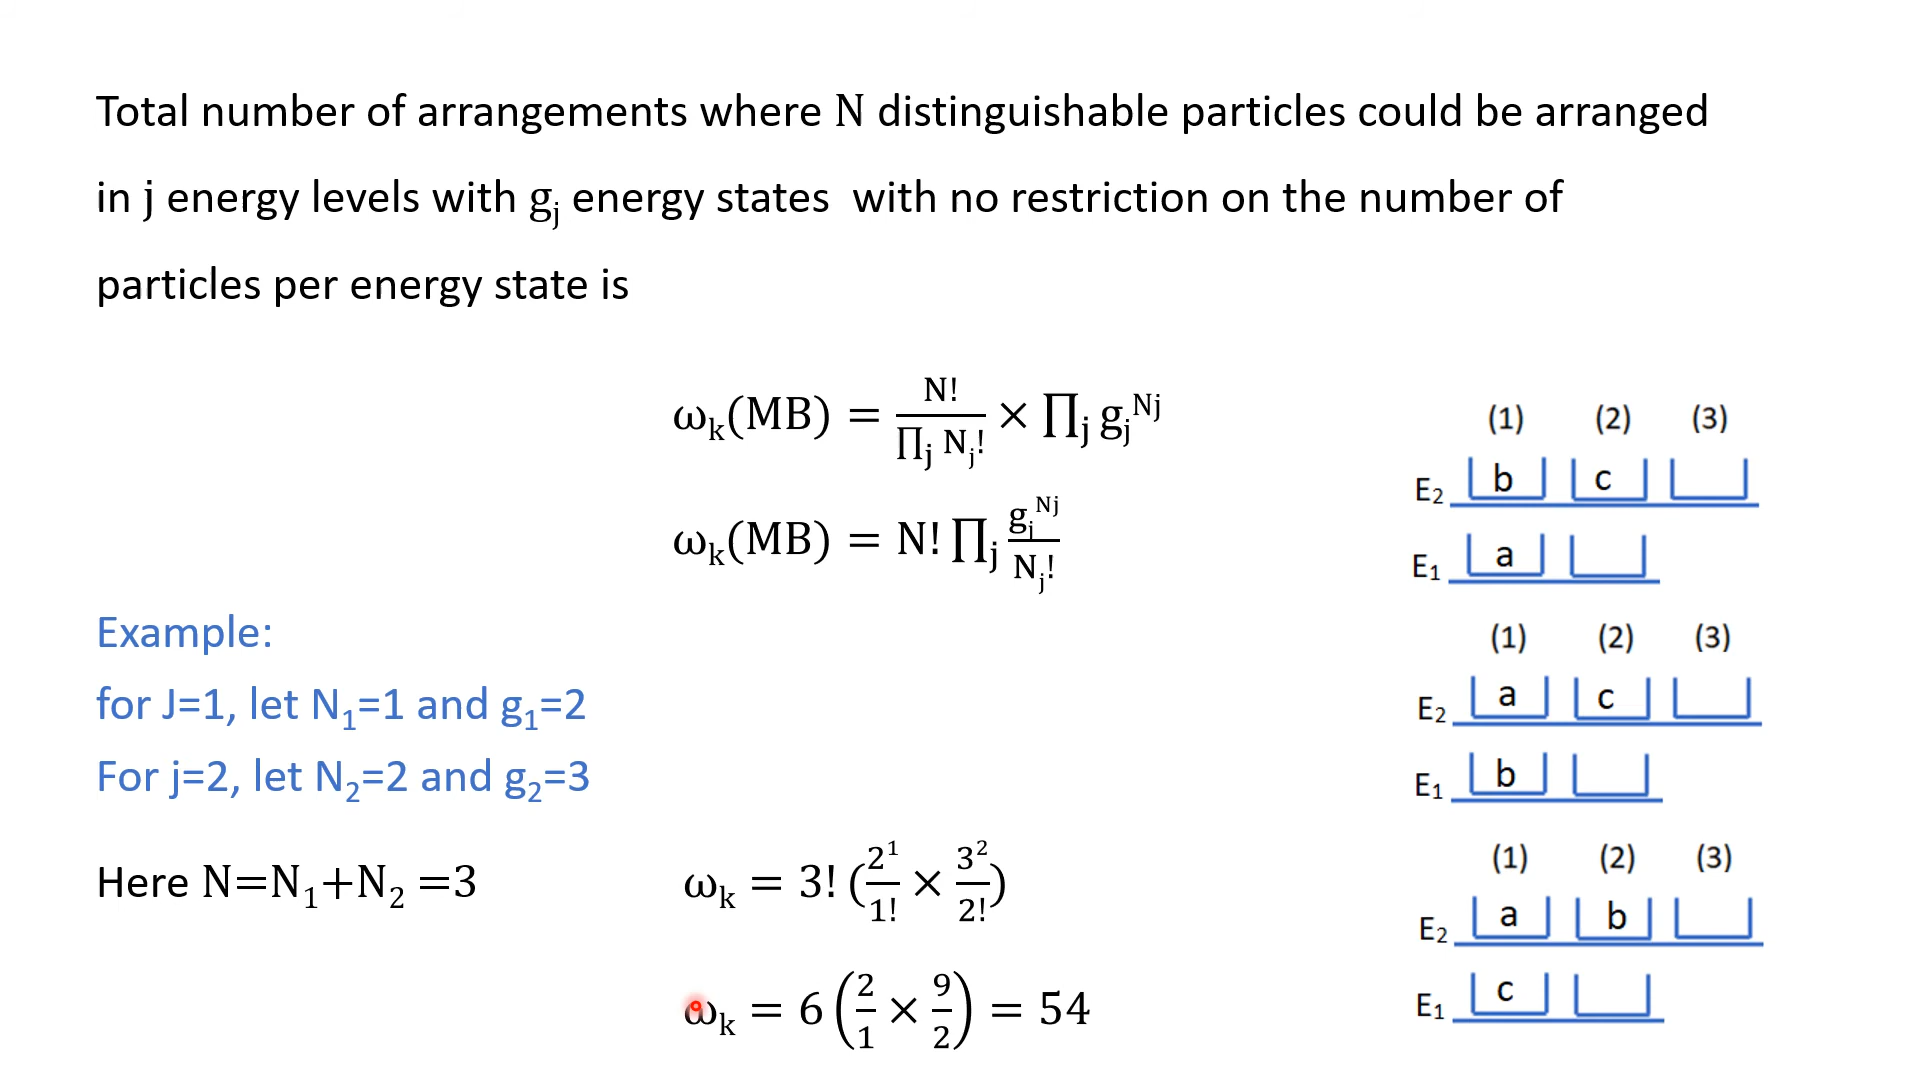 Total number of arrangements where N distinguishable particles could be arranged
in j energy levels with gⱼ energy states with no restriction on the number of
particles per energy state is
ωₖ(MB) = N!/∏ⱼ Nⱼ! × ∏ⱼ gⱼ^Nj
ωₖ(MB) = N! ∏ⱼ gⱼ^Nj/Nⱼ!
Example:
for J=1, let N₁=1 and g₁=2
For j=2, let N₂=2 and g₂=3
Here N=N₁+N₂ =3
ωₖ = 3! (2¹/1! × 3²/2!)
ωₖ = 6 (2/1 × 9/2) = 54
(1) (2) (3)
E₂ b c
E₁ a
(1) (2) (3)
E₂ a c
E₁ b
(1) (2) (3)
E₂ a b
E₁ c